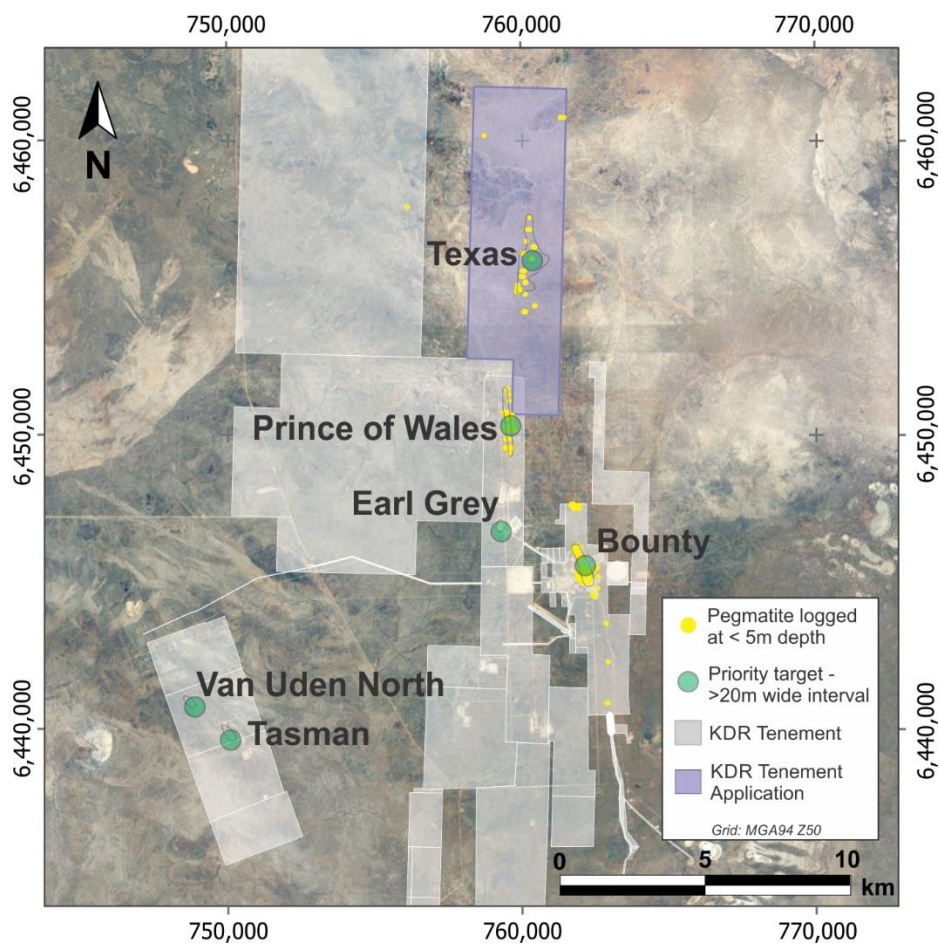 750,000
760,000
770,000
6,460,000
6,460,000
N
Texas
6,450,000
6,450,000
Prince of Wales
Earl Grey
Bounty
Pegmatite logged
at < 5m depth
Priority target -
>20m wide interval
KDR Tenement
KDR Tenement
Application
Grid: MGA94 Z50
Van Uden North
Tasman
6,440,000
6,440,000
0
5
10
km
750,000
760,000
770,000